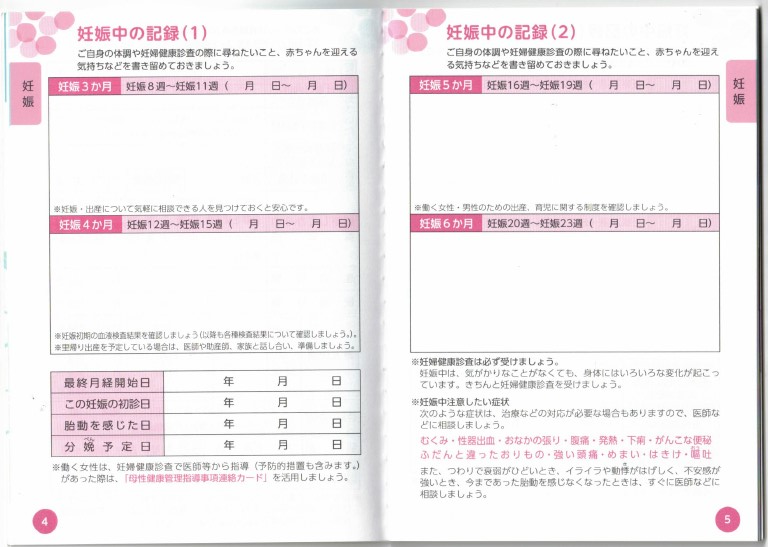 妊娠中の記録(1)
ご自身の体調や妊婦健康診査の際に尋ねたいこと、赤ちゃんを迎える
気持ちなどを書き留めておきましょう。
妊娠
妊娠3か月 妊娠8週～妊娠11週( 月 日～ 月 日)
※妊娠・出産について気軽に相談できる人を見つけておくと安心です。
妊娠4か月 妊娠12週～妊娠15週( 月 日～ 月 日)
※妊娠初期の血液検査結果を確認しましょう(以降も各種検査結果について確認しましょう。)。
※里帰り出産を予定している場合は、医師や助産師、家族と話し合い、準備しましょう。
最終月経開始日 年 月 日
この妊娠の初診日 年 月 日
胎動を感じた日 年 月 日
べん
分娩予定日 年 月 日
※働く女性は、妊婦健康診査で医師等から指導(予防的措置も含みます。)
があった際は、「母性健康管理指導事項連絡カード」を活用しましょう。
4
妊娠中の記録(2)
ご自身の体調や妊婦健康診査の際に尋ねたいこと、赤ちゃんを迎え
る気持ちなどを書き留めておきましょう。
妊娠
妊娠5か月 妊娠16週～妊娠19週( 月 日～ 月 日)
※働く女性・男性のための出産、育児に関する制度を確認しましょう。
妊娠6か月 妊娠20週～妊娠23週( 月 日～ 月 日)
※妊婦健康診査は必ず受けましょう。
妊娠中は、気がかりなことがなくても、身体にはいろいろな変化が起こっ
ています。きちんと妊婦健康診査を受けましょう。
※妊娠中注意したい症状
次のような症状は、治療などの対応が必要な場合もありますので、医師な
どに相談しましょう。
むくみ・性器出血・おなかの張り・腹痛・発熱・下痢・がんこな便秘
ふだんと違ったおりもの・強い頭痛・めまい・はきけ・嘔吐
また、つわりで衰弱がひどいとき、イライラや動悸がはげしく、不安感が
強いとき、今まであった胎動を感じなくなったときは、すぐに医師などに
相談しましょう。
5